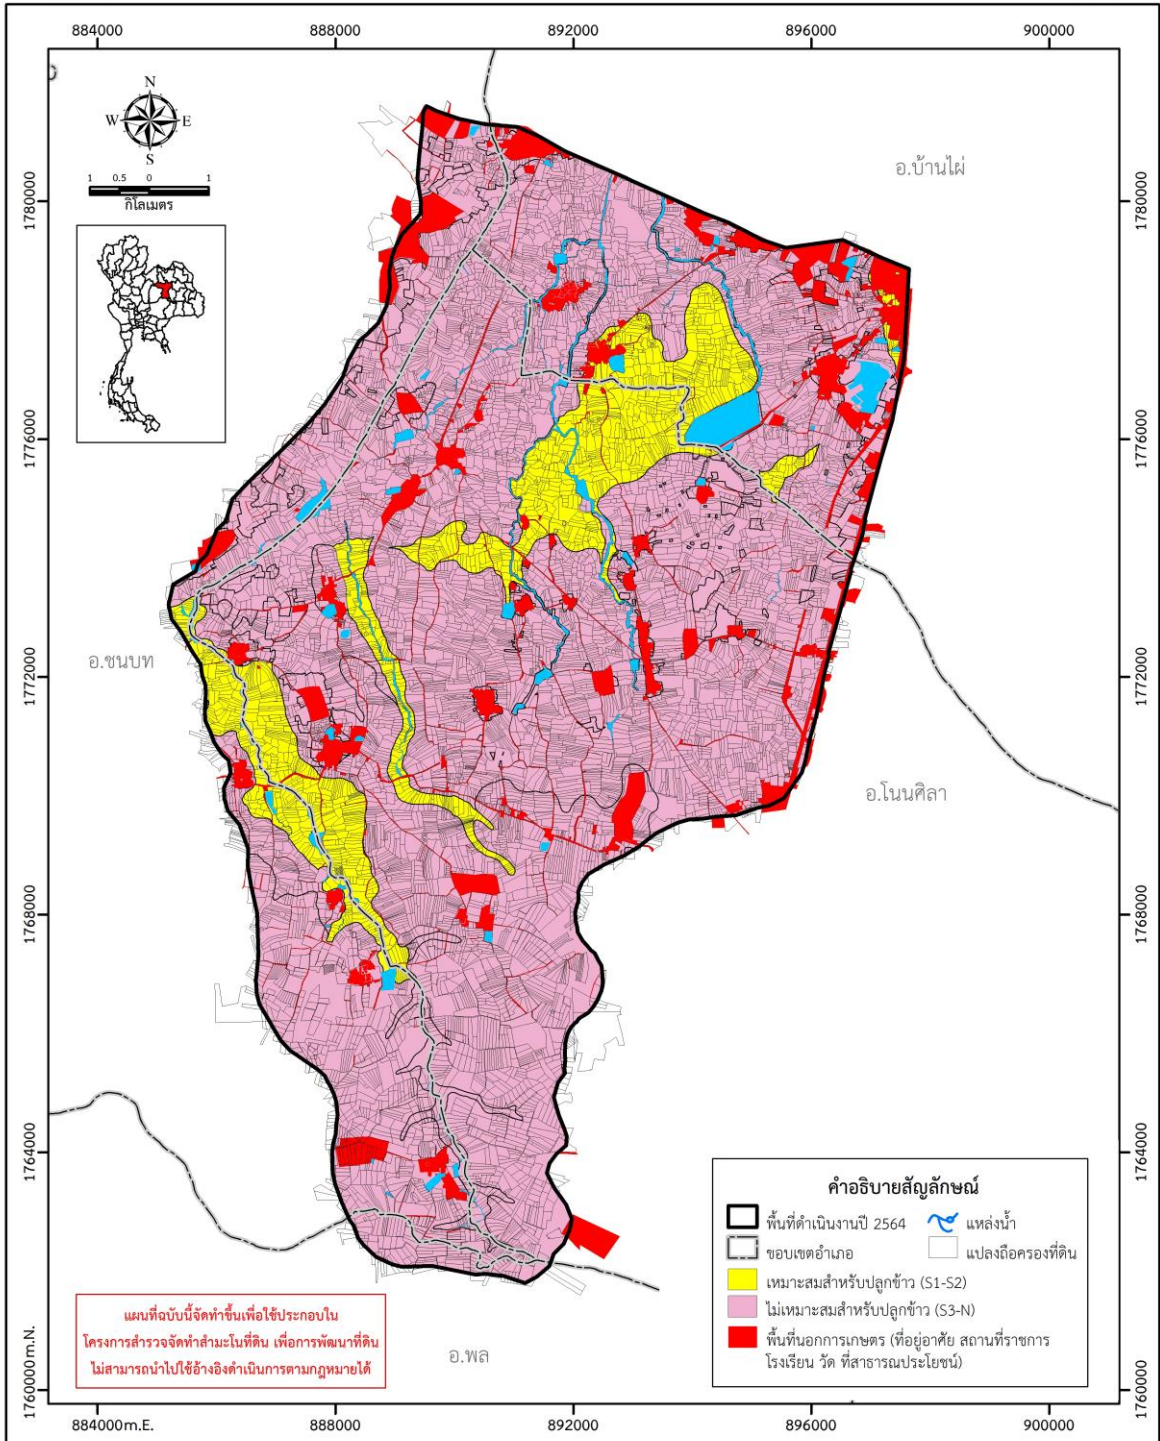 884000 888000 892000 896000 900000
N
W E
S
1 0.5 0 1
กิโลเมตร
อ.บ้านไผ่
1780000 1780000
1776000 1776000
อ.ชนบท
1772000 1772000
อ.โนนศิลา
1768000 1768000
1764000 1764000
คำอธิบายสัญลักษณ์
พื้นที่ดำเนินงานปี 2564 แหล่งน้ำ
ขอบเขตอำเภอ แปลงถือครองที่ดิน
เหมาะสมสำหรับปลูกข้าว (S1-S2)
ไม่เหมาะสมสำหรับปลูกข้าว (S3-N)
พื้นที่นอกการเกษตร (ที่อยู่อาศัย สถานที่ราชการ
โรงเรียน วัด ที่สาธารณประโยชน์)
แผนที่ฉบับนี้จัดทำขึ้นเพื่อใช้ประกอบใน
โครงการสำรวจจัดทำสำมะโนที่ดิน เพื่อการพัฒนาที่ดิน
ไม่สามารถนำไปใช้อ้างอิงดำเนินการตามกฎหมายได้
อ.พล
1760000m.N. 1760000
884000m.E. 888000 892000 896000 900000